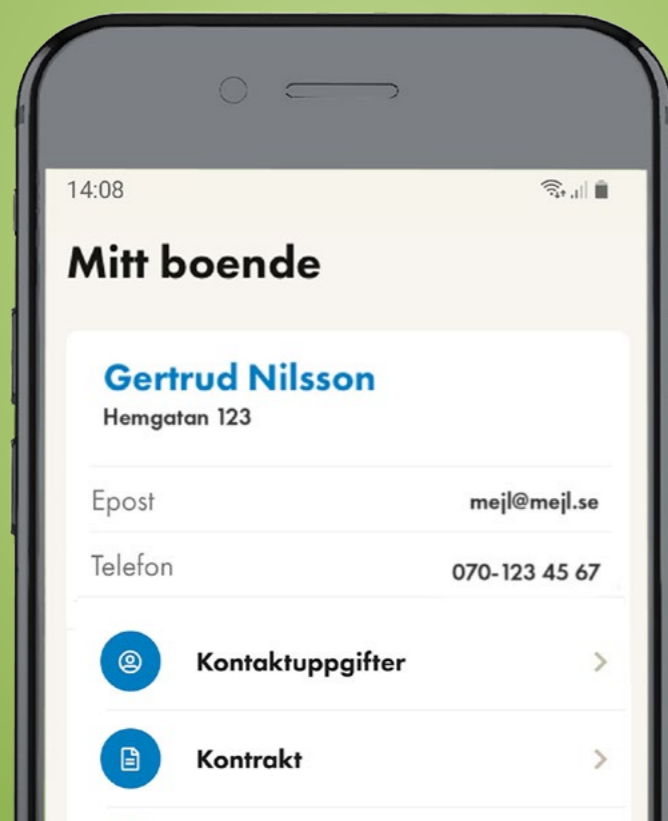 14:08
Mitt boende
Gertrud Nilsson
Hemgatan 123
Epost
mejl@mejl.se
Telefon
070-123 45 67
Kontaktuppgifter
Kontrakt